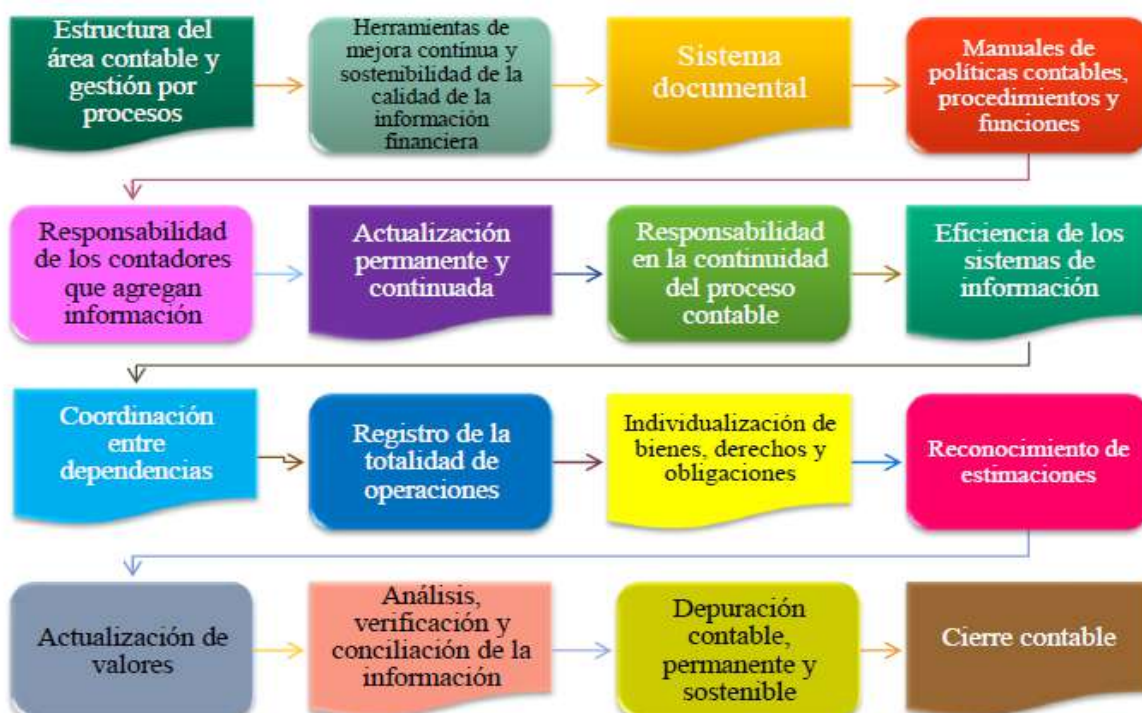 Estructura del
área contable y
gestión por
procesos
Herramientas de
mejora contínua y
sostenibilidad de la
calidad de la
información
financiera
Sistema
documental
Manuales de
políticas contables,
procedimientos y
funciones
Responsabilidad
de los contadores
que agregan
información
Actualización
permanente y
continuada
Responsabilidad
en la continuidad
del proceso
contable
Eficiencia de los
sistemas de
información
Coordinación
entre
dependencias
Registro de la
totalidad de
operaciones
Individualización de
bienes, derechos y
obligaciones
Reconocimiento de
estimaciones
Actualización de
valores
Análisis,
verificación y
conciliación de la
información
Depuración
contable,
permanente y
sostenible
Cierre contable